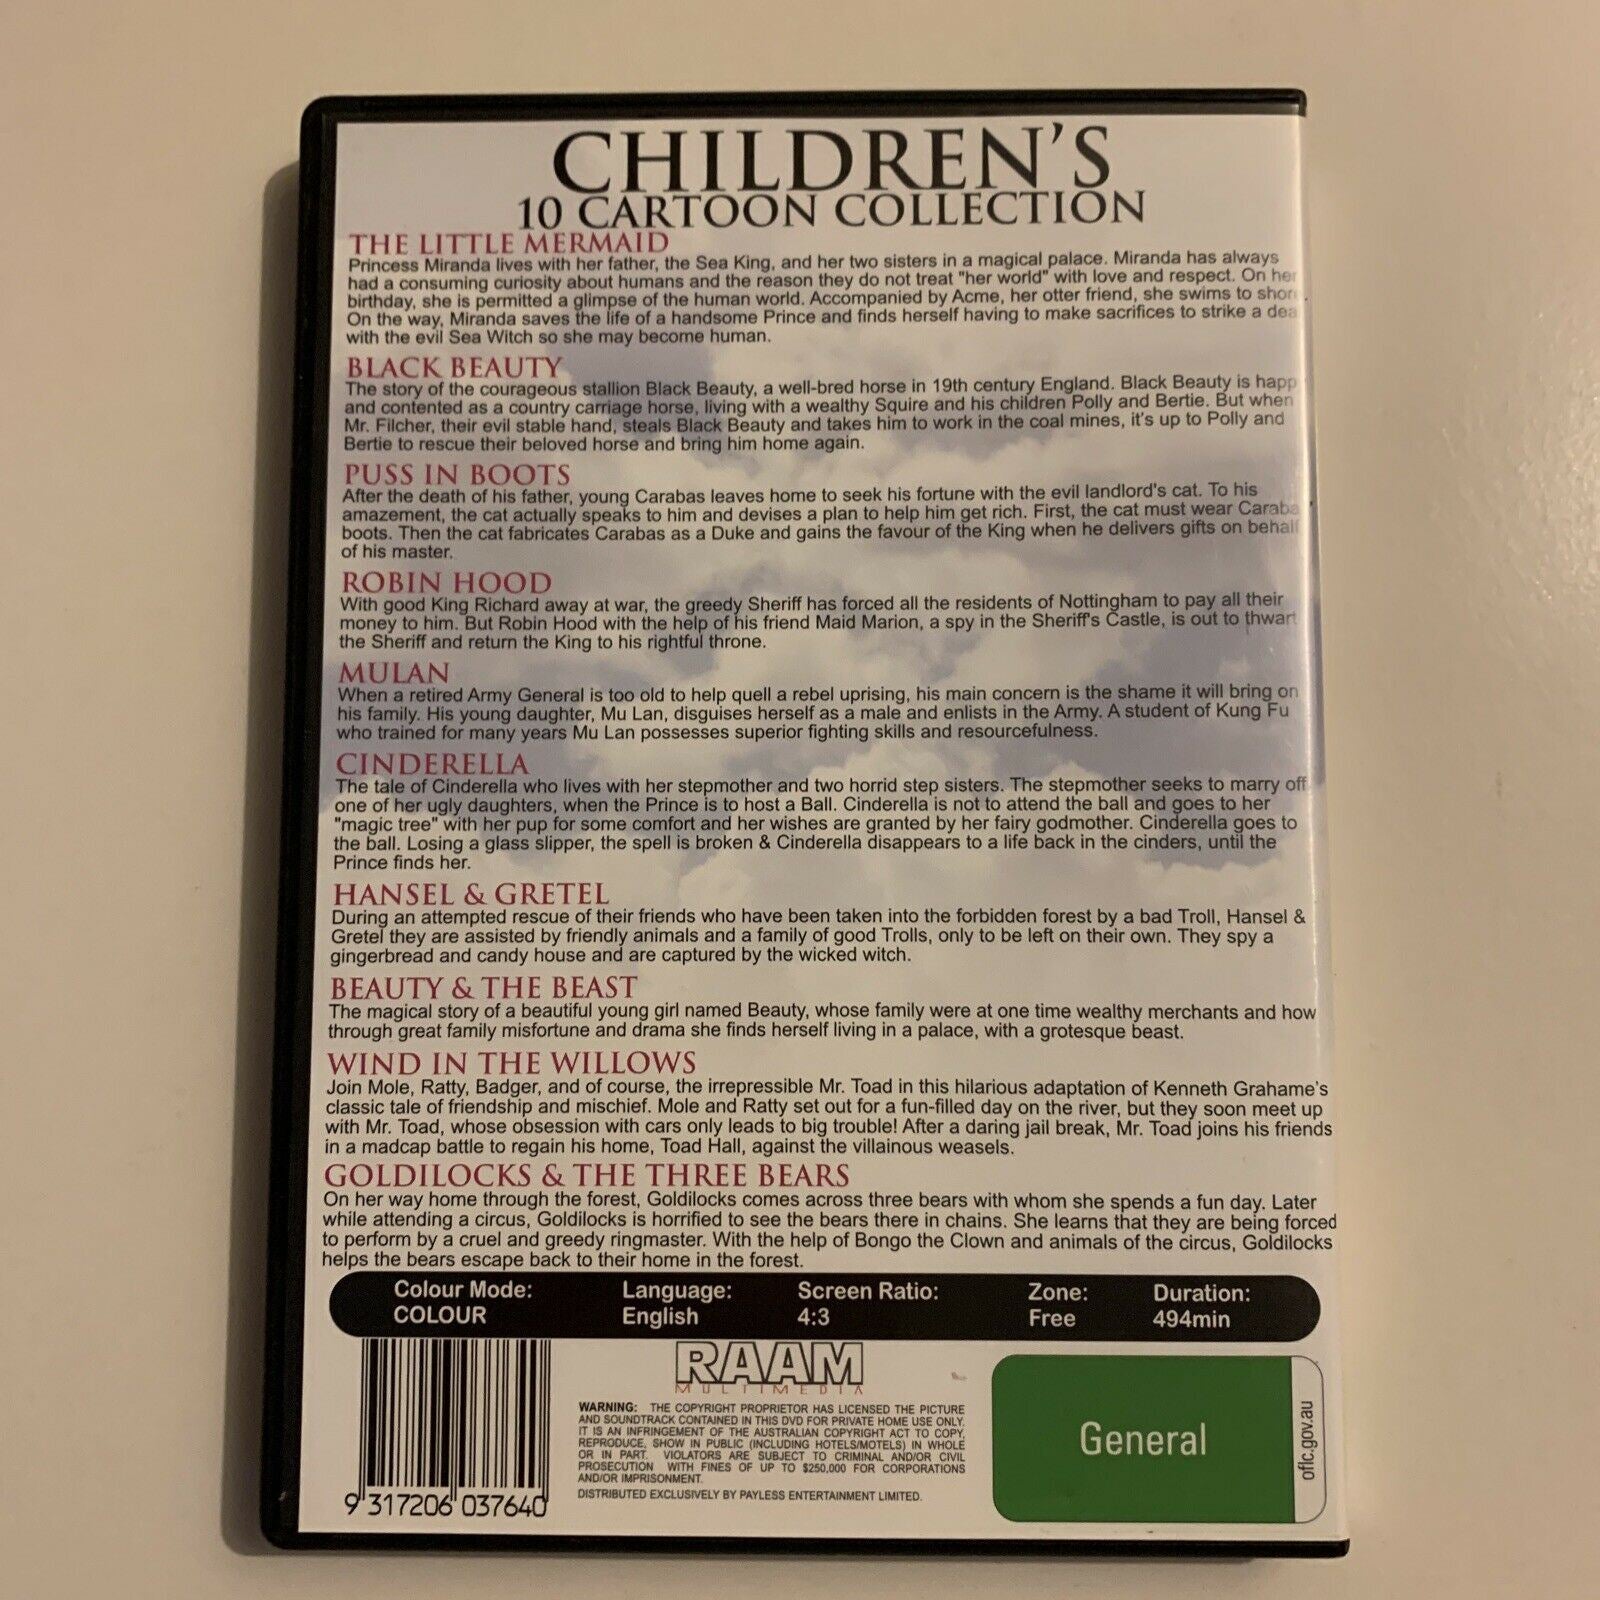 CHILDREN'S
10 CARTOON COLLECTION
THE LITTLE MERMAID
Princess Miranda lives with her father, the Sea King, and her two sisters in a magical palace. Miranda has always
had a consuming curiosity about humans and the reason they do not treat "her world" with love and respect. On her
birthday, she is permitted a glimpse of the human world. Accompanied by Acme, her otter friend, she swims to shor
On the way, Miranda saves the life of a handsome Prince and finds herself having to make sacrifices to strike a dea
with the evil Sea Witch so she may become human.
BLACK BEAUTY
The story of the courageous stallion Black Beauty, a well-bred horse in 19th century England. Black Beauty is happ
and contented as a country carriage horse, living with a wealthy Squire and his children Polly and Bertie. But when
Mr. Filcher, their evil stable hand, steals Black Beauty and takes him to work in the coal mines, it's up to Polly and
Bertie to rescue their beloved horse and bring him home again.
PUSS IN BOOTS
After the death of his father, young Carabas leaves home to seek his fortune with the evil landlord's cat. To his
amazement, the cat actually speaks to him and devises a plan to help him get rich. First, the cat must wear Caraba
boots. Then the cat fabricates Carabas as a Duke and gains the favour of the King when he delivers gifts on behalf
of his master.
ROBIN HOOD
With good King Richard away at war, the greedy Sheriff has forced all the residents of Nottingham to pay all their
money to him. But Robin Hood with the help of his friend Maid Marion, a spy in the Sheriff's Castle, is out to thwart
the Sheriff and return the King to his rightful throne.
MULAN
When a retired Army General is too old to help quell a rebel uprising, his main concern is the shame it will bring on
his family. His young daughter, Mu Lan, disguises herself as a male and enlists in the Army. A student of Kung Fu
who trained for many years Mu Lan possesses superior fighting skills and resourcefulness.
CINDERELLA
The tale of Cinderella who lives with her stepmother and two horrid step sisters. The stepmother seeks to marry off
one of her ugly daughters, when the Prince is to host a Ball. Cinderella is not to attend the ball and goes to her
"magic tree" with her pup for some comfort and her wishes are granted by her fairy godmother. Cinderella goes to
the ball. Losing a glass slipper, the spell is broken & Cinderella disappears to a life back in the cinders, until the
Prince finds her.
HANSEL & GRETEL
During an attempted rescue of their friends who have been taken into the forbidden forest by a bad Troll, Hansel &
Gretel they are assisted by friendly animals and a family of good Trolls, only to be left on their own. They spy a
gingerbread and candy house and are captured by the wicked witch.
BEAUTY & THE BEAST
The magical story of a beautiful young girl named Beauty, whose family were at one time wealthy merchants and how
through great family misfortune and drama she finds herself living in a palace, with a grotesque beast.
WIND IN THE WILLOWS
Join Mole, Ratty, Badger, and of course, the irrepressible Mr. Toad in this hilarious adaptation of Kenneth Grahame's
classic tale of friendship and mischief. Mole and Ratty set out for a fun-filled day on the river, but they soon meet up
with Mr. Toad, whose obsession with cars only leads to big trouble! After a daring jail break, Mr. Toad joins his friends
in a madcap battle to regain his home, Toad Hall, against the villainous weasels.
GOLDILOCKS & THE THREE BEARS
On her way home through the forest, Goldilocks comes across three bears with whom she spends a fun day. Later
while attending a circus, Goldilocks is horrified to see the bears there in chains. She learns that they are being forced
to perform by a cruel and greedy ringmaster. With the help of Bongo the Clown and animals of the circus, Goldilocks
helps the bears escape back to their home in the forest.
Colour Mode: Language: Screen Ratio: Zone: Duration:
COLOUR English 4:3 Free 494min
RAAM
MULTIMEDIA
WARNING: THE COPYRIGHT PROPRIETOR HAS LICENSED THE PICTURE
AND SOUNDTRACK CONTAINED IN THIS DVD FOR PRIVATE HOME USE ONLY.
IT IS AN INFRINGEMENT OF THE AUSTRALIAN COPYRIGHT ACT TO COPY,
REPRODUCE, SHOW IN PUBLIC (INCLUDING HOTELS/MOTELS) IN WHOLE
OR IN PART. VIOLATORS ARE SUBJECT TO CRIMINAL AND/OR CIVIL
PROSECUTION WITH FINES OF UP TO $250,000 FOR CORPORATIONS
AND/OR IMPRISONMENT.
DISTRIBUTED EXCLUSIVELY BY PAYLESS ENTERTAINMENT LIMITED.
9 317206 037640
General
oflc.gov.au